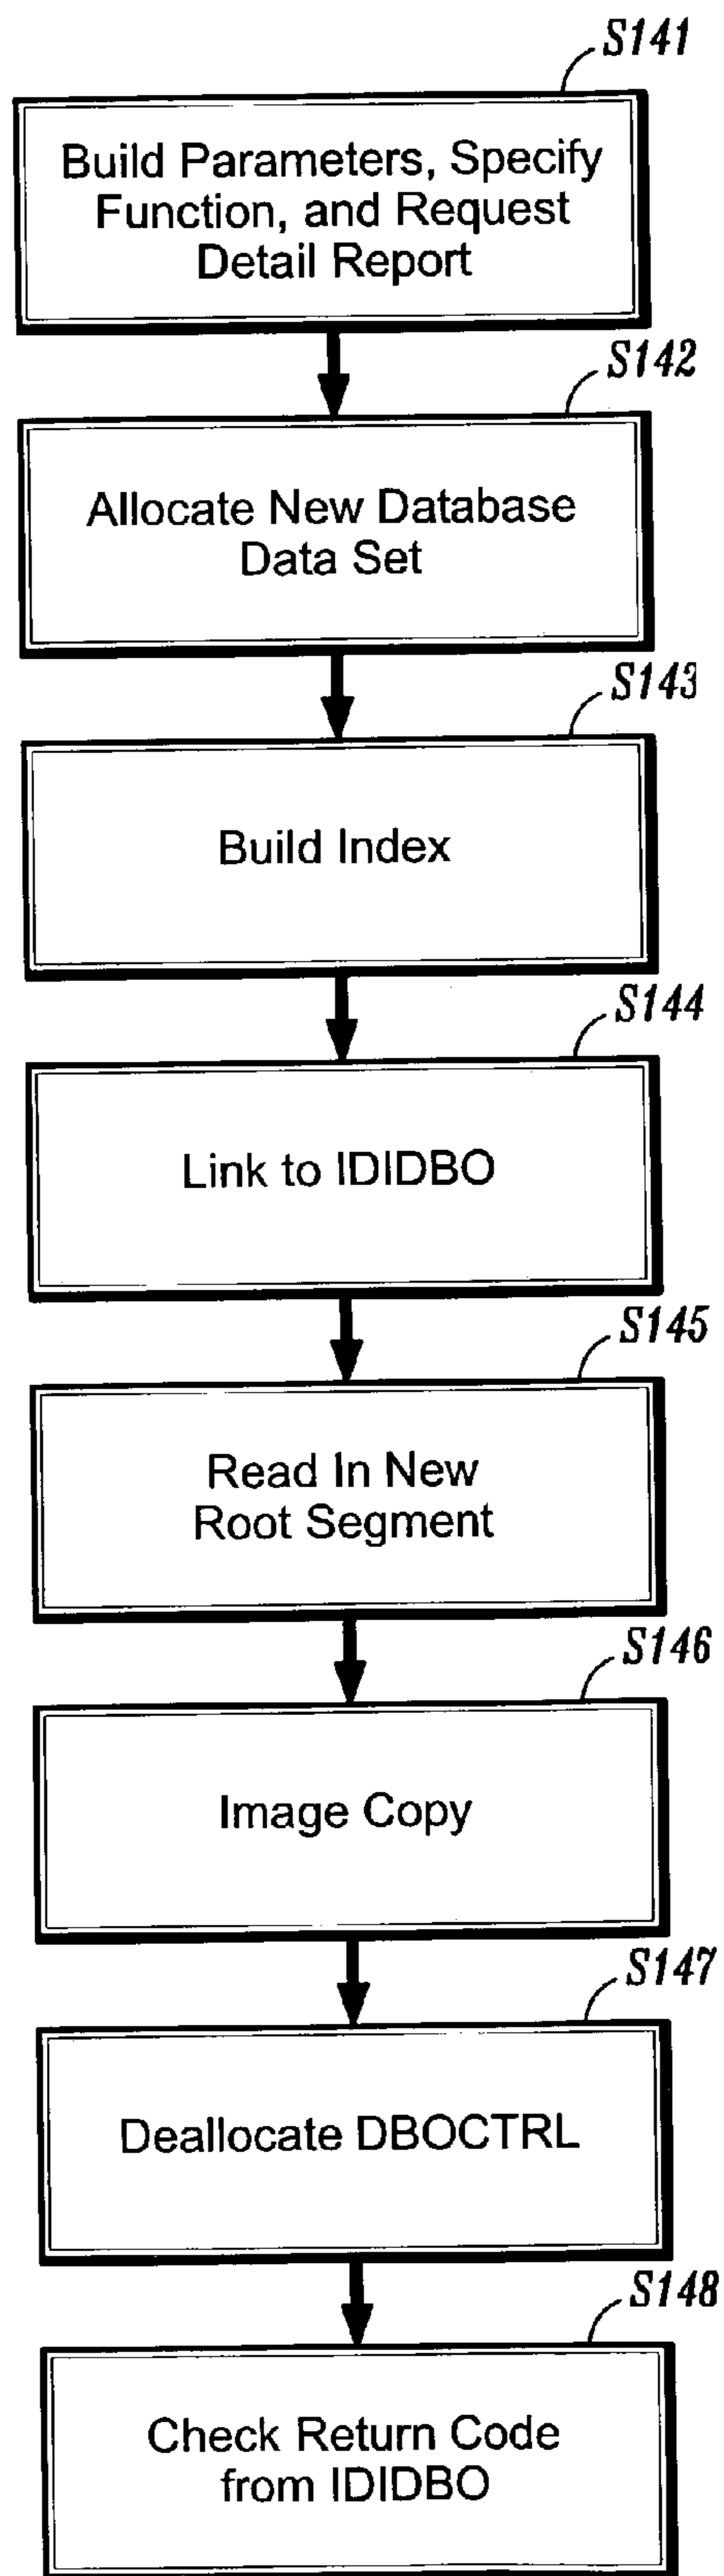 S141
Build Parameters, Specify
Function, and Request
Detail Report
S142
Allocate New Database
Data Set
S143
Build Index
S144
Link to IDIDBO
S145
Read In New
Root Segment
S146
Image Copy
S147
Deallocate DBOCTRL
S148
Check Return Code
from IDIDBO